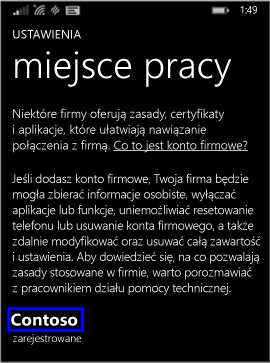 1:49
USTAWIENIA
miejsce pracy
Niektóre firmy oferują zasady, certyfikaty
i aplikacje, które ułatwiają nawiązanie
połączenia z firmą. Co to jest konto firmowe?
Jeśli dodasz konto firmowe, Twoja firma będzie
mogła zbierać informacje osobiste, wyłączać
aplikacje lub funkcje, uniemożliwiać resetowanie
telefonu lub usuwanie konta firmowego, a także
zdalnie modyfikować oraz usuwać całą zawartość
i ustawienia. Aby dowiedzieć się, na co pozwalają
zasady stosowane w firmie, warto porozmawiać
z pracownikiem działu pomocy technicznej.
Contoso
zarejestrowane